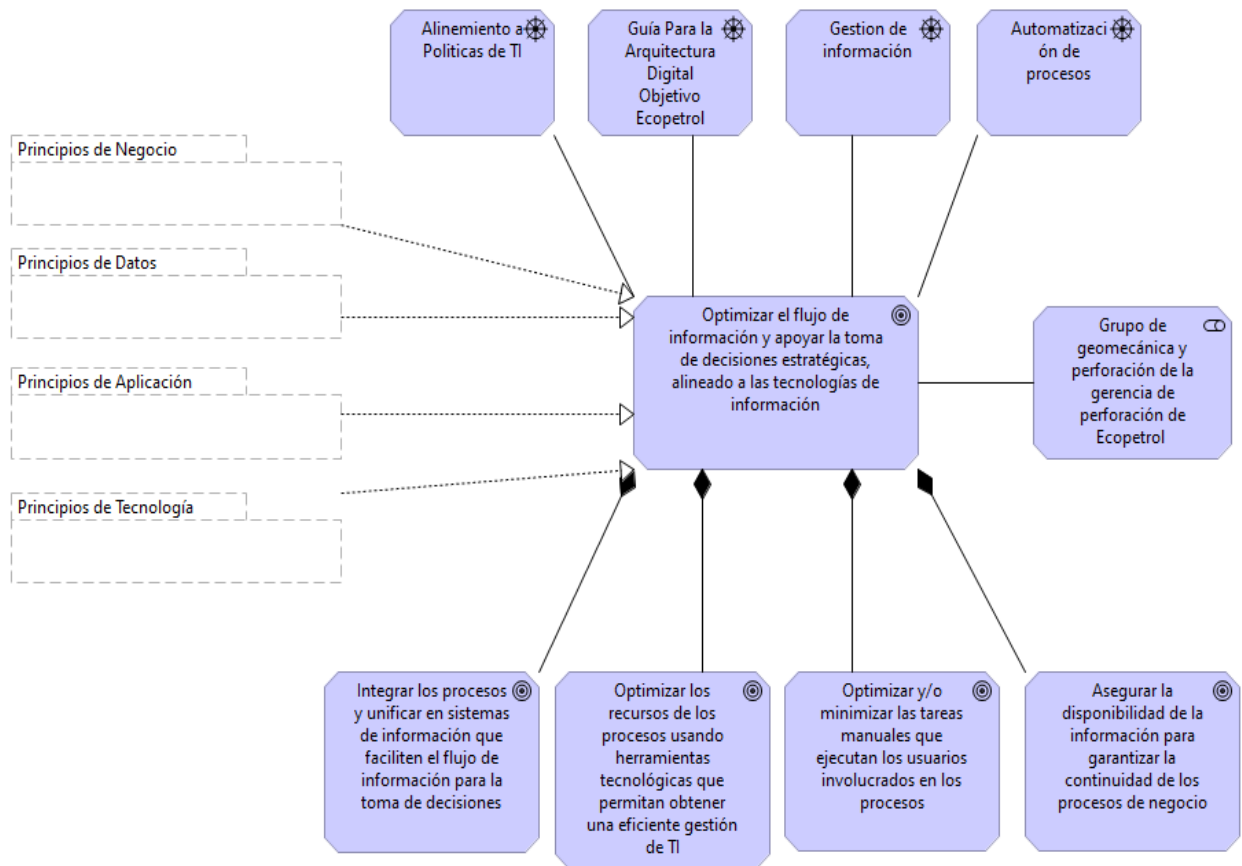 Alinemiento a
Politicas de TI
Guía Para la
Arquitectura
Digital
Objetivo
Ecopetrol
Gestion de
información
Automatizaci
ón de
procesos
Principios de Negocio
Principios de Datos
Principios de Aplicación
Principios de Tecnología
Optimizar el flujo de
información y apoyar la toma
de decisiones estratégicas,
alineado a las tecnologías de
información
Grupo de
geomecánica y
perforación de la
gerencia de
perforación de
Ecopetrol
Integrar los procesos
y unificar en sistemas
de información que
faciliten el flujo de
información para la
toma de decisiones
Optimizar los
recursos de los
procesos usando
herramientas
tecnológicas que
permitan obtener
una eficiente gestión
de TI
Optimizar y/o
minimizar las tareas
manuales que
ejecutan los usuarios
involucrados en los
procesos
Asegurar la
disponibilidad de la
información para
garantizar la
continuidad de los
procesos de negocio